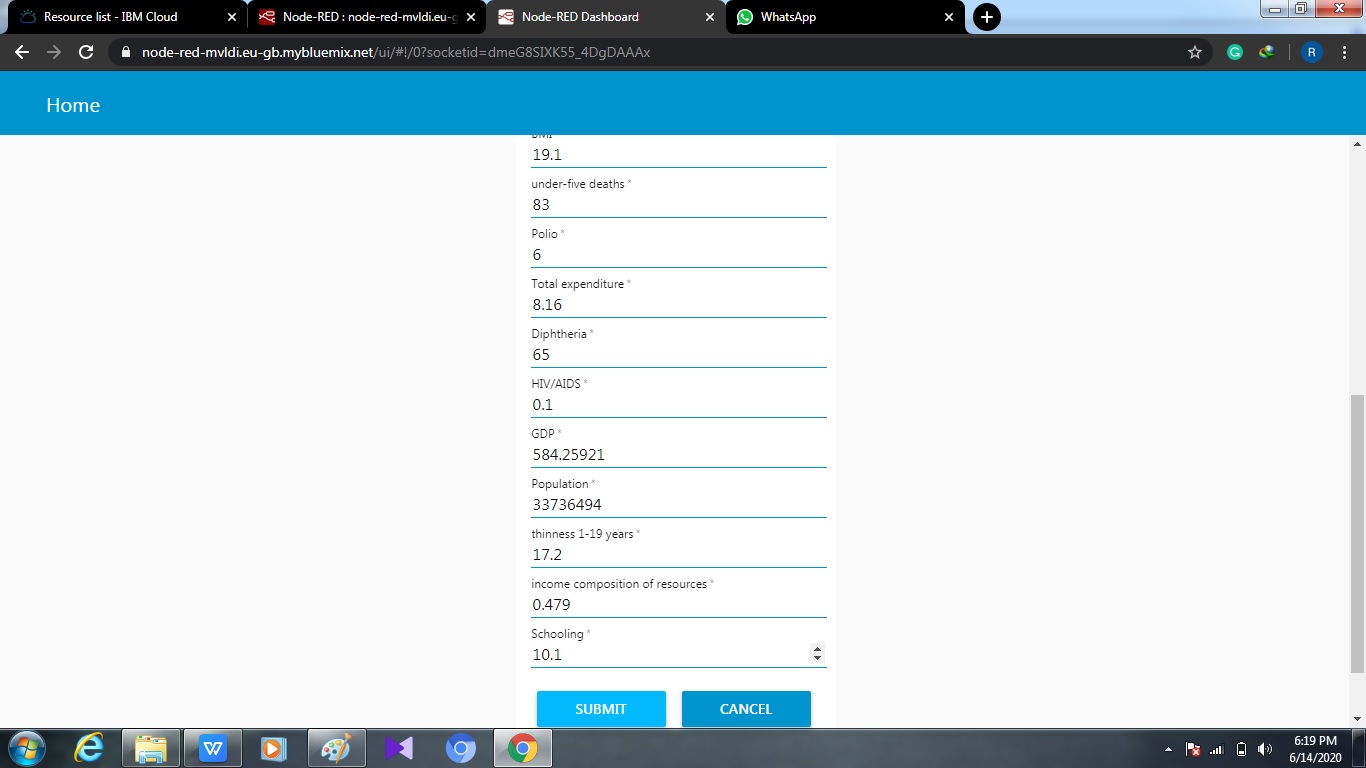 Resource list - IBM Cloud
Node-RED : node-red-mvldi.eu-g
Node-RED Dashboard
WhatsApp
node-red-mvldi.eu-gb.mybluemix.net/ui/#!/0?socketid=dmeG8SIXK55_4DgDAAAx
R
Home
BMI
19.1
under-five deaths *
83
Polio *
6
Total expenditure *
8.16
Diphtheria *
65
HIV/AIDS *
0.1
GDP *
584.25921
Population *
33736494
thinness 1-19 years *
17.2
income composition of resources *
0.479
Schooling *
10.1
SUBMIT
CANCEL
6:19 PM
6/14/2020